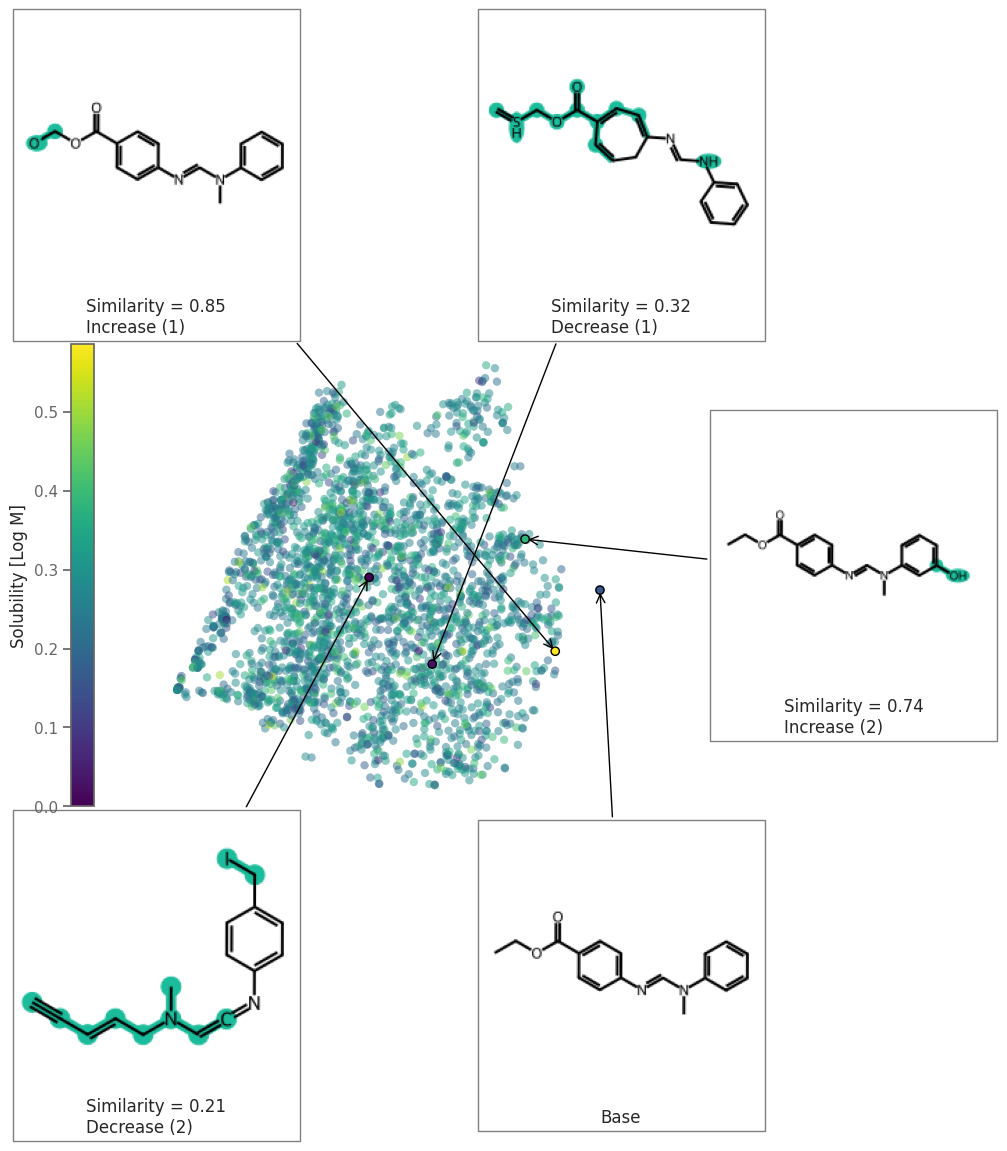 O
O
O
N
N
Similarity = 0.85
Increase (1)
O
S
H
O
N
NH
Similarity = 0.32
Decrease (1)
Solubility [Log M]
0.5
0.4
0.3
0.2
0.1
0.0
O
O
N
N
OH
Similarity = 0.74
Increase (2)
I
N
C
N
Similarity = 0.21
Decrease (2)
O
O
N
N
Base